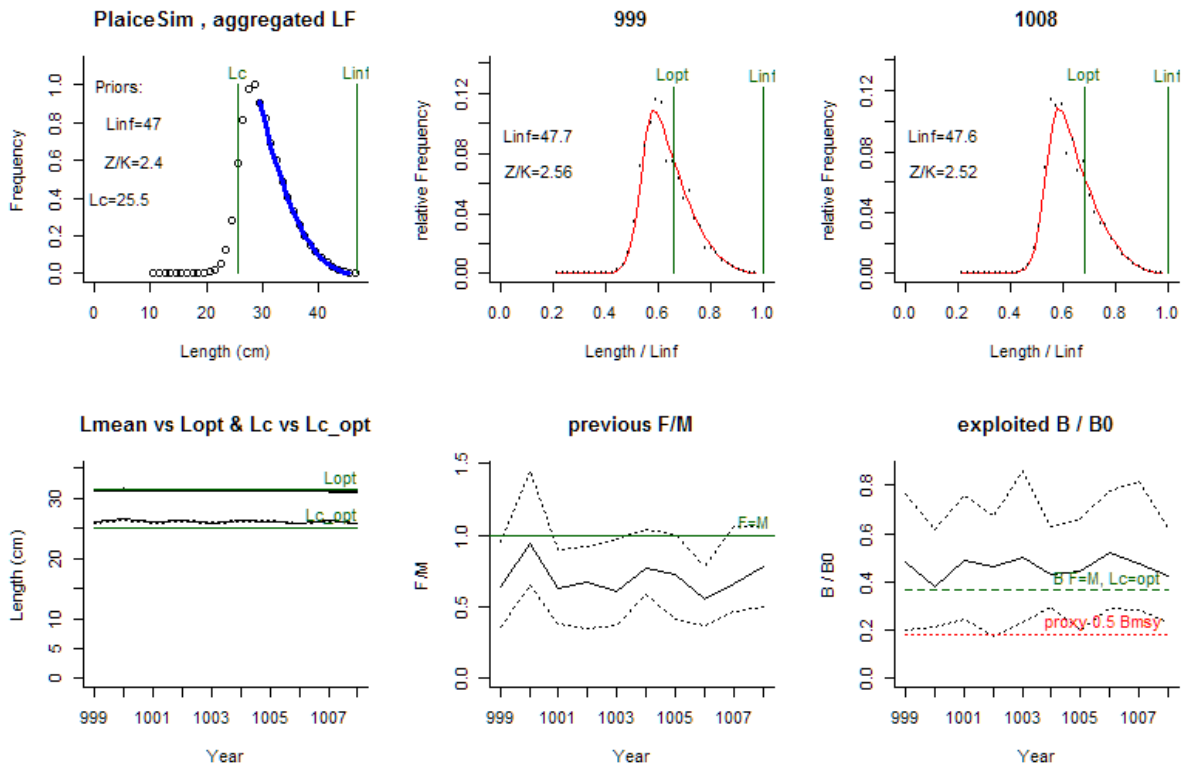 PlaiceSim , aggregated LF
Frequency
0.0 0.2 0.4 0.6 0.8 1.0
Priors:
Linf=47
Z/K=2.4
Lc=25.5
Lc
Linf
0 10 20 30 40
Length (cm)
999
relative Frequency
0.00 0.04 0.08 0.12
Linf=47.7
Z/K=2.56
Lopt
Linf
0.0 0.2 0.4 0.6 0.8 1.0
Length / Linf
1008
relative Frequency
0.00 0.04 0.08 0.12
Linf=47.6
Z/K=2.52
Lopt
Linf
0.0 0.2 0.4 0.6 0.8 1.0
Length / Linf
Lmean vs Lopt & Lc vs Lc_opt
Length (cm)
0 5 10 20 30
Lopt
Lc_opt
999 1001 1003 1005 1007
Year
previous F/M
F/M
0.0 0.5 1.0 1.5
F=M
999 1001 1003 1005 1007
Year
exploited B / B0
B / B0
0.0 0.2 0.4 0.6 0.8
B F=M, Lc=opt
proxy 0.5 Bmsy
999 1001 1003 1005 1007
Year